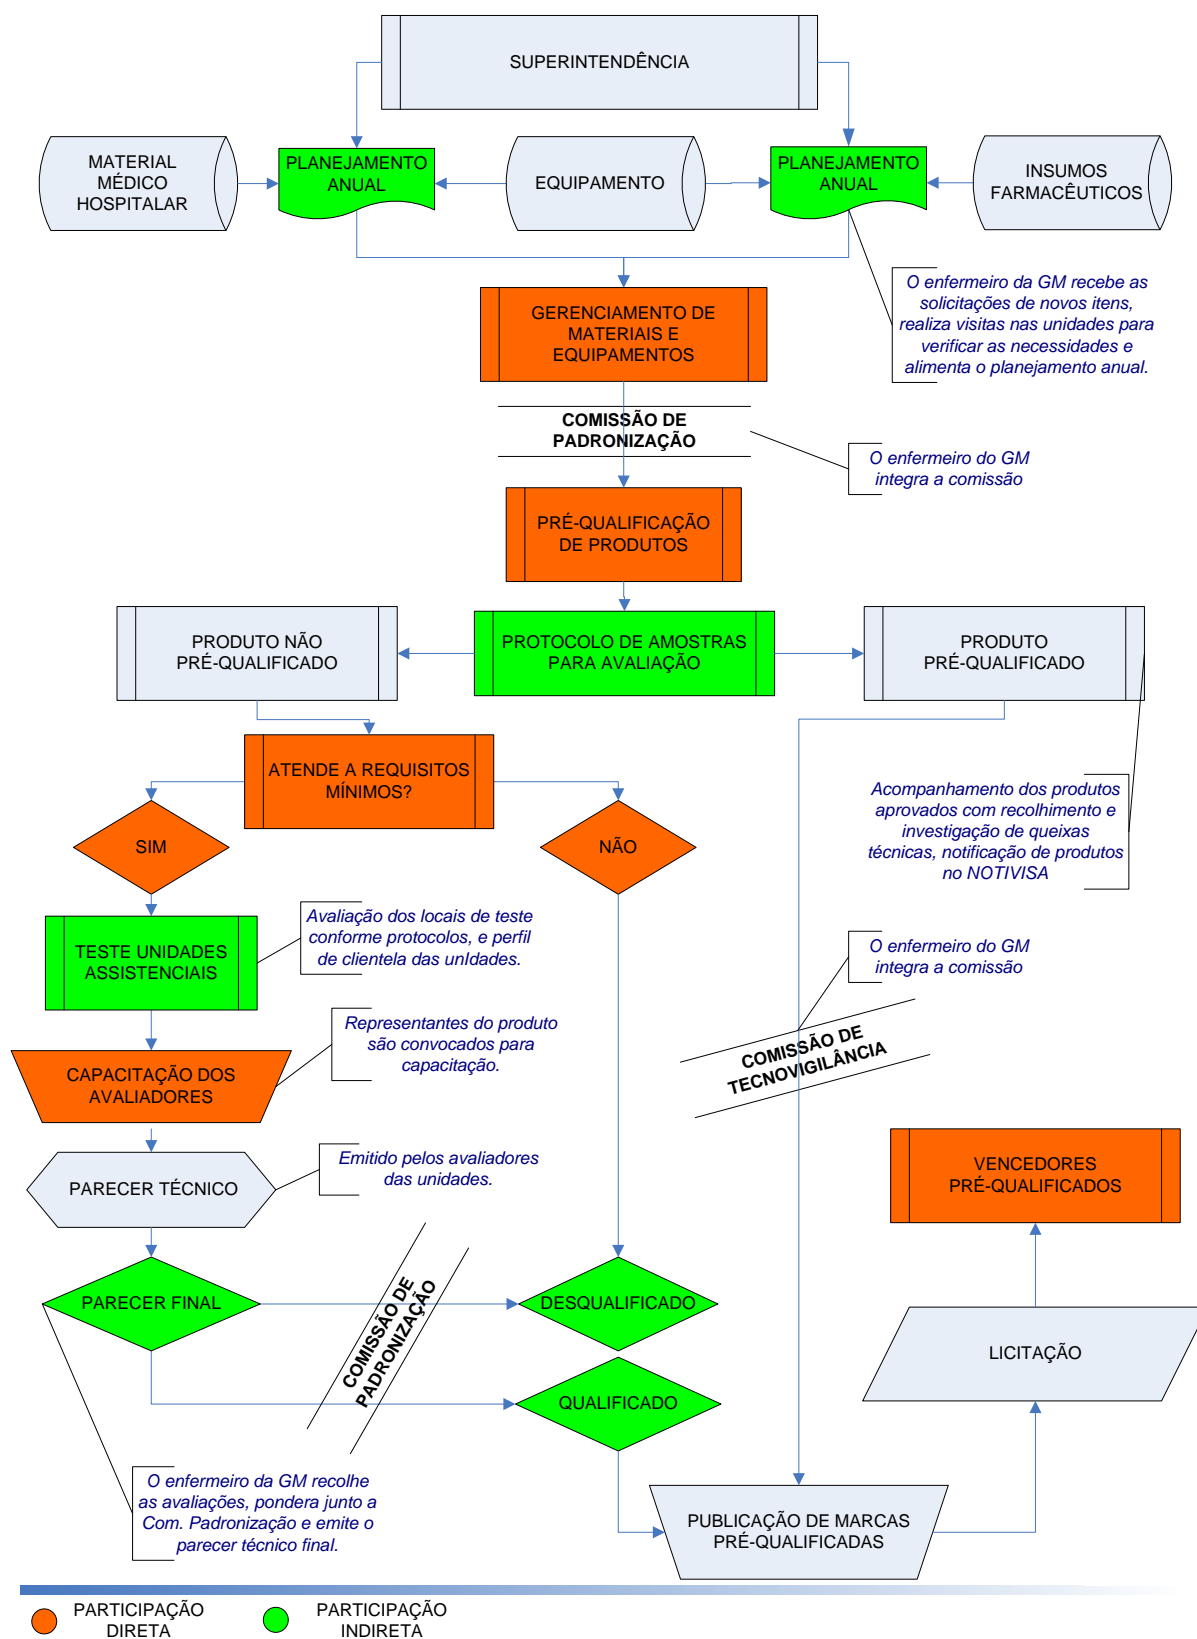 SUPERINTENDÊNCIA
MATERIAL
MÉDICO
HOSPITALAR
PLANEJAMENTO
ANUAL
EQUIPAMENTO
PLANEJAMENTO
ANUAL
INSUMOS
FARMACÊUTICOS
O enfermeiro da GM recebe as
solicitações de novos itens,
realiza visitas nas unidades para
verificar as necessidades e
alimenta o planejamento anual.
GERENCIAMENTO DE
MATERIAIS E
EQUIPAMENTOS
COMISSÃO DE
PADRONIZAÇÃO
O enfermeiro do GM
integra a comissão
PRÉ-QUALIFICAÇÃO
DE PRODUTOS
PRODUTO NÃO
PRÉ-QUALIFICADO
PROTOCOLO DE AMOSTRAS
PARA AVALIAÇÃO
PRODUTO
PRÉ-QUALIFICADO
ATENDE A REQUISITOS
MÍNIMOS?
SIM
NÃO
Acompanhamento dos produtos
aprovados com recolhimento e
investigação de queixas
técnicas, notificação de produtos
no NOTIVISA
TESTE UNIDADES
ASSISTENCIAIS
Avaliação dos locais de teste
conforme protocolos, e perfil
de clientela das unIdades.
O enfermeiro do GM
integra a comissão
CAPACITAÇÃO DOS
AVALIADORES
Representantes do produto
são convocados para
capacitação.
COMISSÃO DE
TECNOVIGILÂNCIA
PARECER TÉCNICO
Emitido pelos avaliadores
das unidades.
VENCEDORES
PRÉ-QUALIFICADOS
PARECER FINAL
COMISSÃO DE
PADRONIZAÇÃO
DESQUALIFICADO
LICITAÇÃO
QUALIFICADO
O enfermeiro da GM recolhe
as avaliações, pondera junto a
Com. Padronização e emite o
parecer técnico final.
PUBLICAÇÃO DE MARCAS
PRÉ-QUALIFICADAS
PARTICIPAÇÃO
DIRETA
PARTICIPAÇÃO
INDIRETA